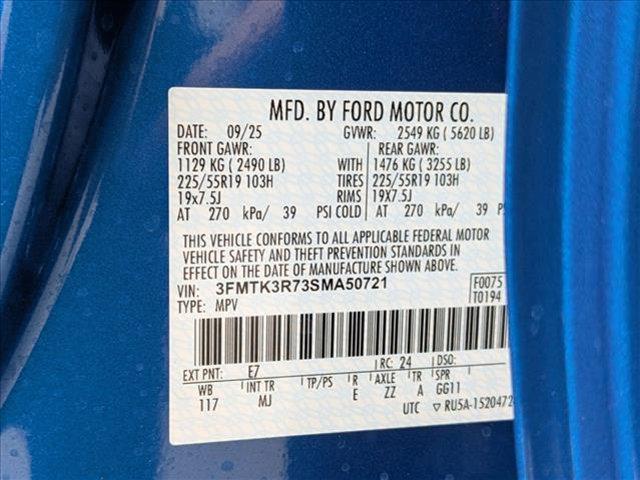 MFD. BY FORD MOTOR CO.
DATE: 09/25 GVWR: 2549 KG ( 5620 LB)
FRONT GAWR: REAR GAWR:
1129 KG ( 2490 LB) WITH 1476 KG ( 3255 LB)
225/55R19 103H TIRES 225/55R19 103H
19x7.5J RIMS 19X7.5J
AT 270 kPa/ 39 PSI COLD AT 270 kPa/ 39 PS
THIS VEHICLE CONFORMS TO ALL APPLICABLE FEDERAL MOTOR
VEHICLE SAFETY AND THEFT PREVENTION STANDARDS IN
EFFECT ON THE DATE OF MANUFACTURE SHOWN ABOVE.
VIN: 3FMTK3R73SMA50721 F0075
TYPE: MPV T0194
EXT PNT: E7 RC: 24 DSO:
WB INT TR TP/PS R AXLE TR SPR
117 MJ E ZZ A GG11
UTC ▽ RU5A-1520472